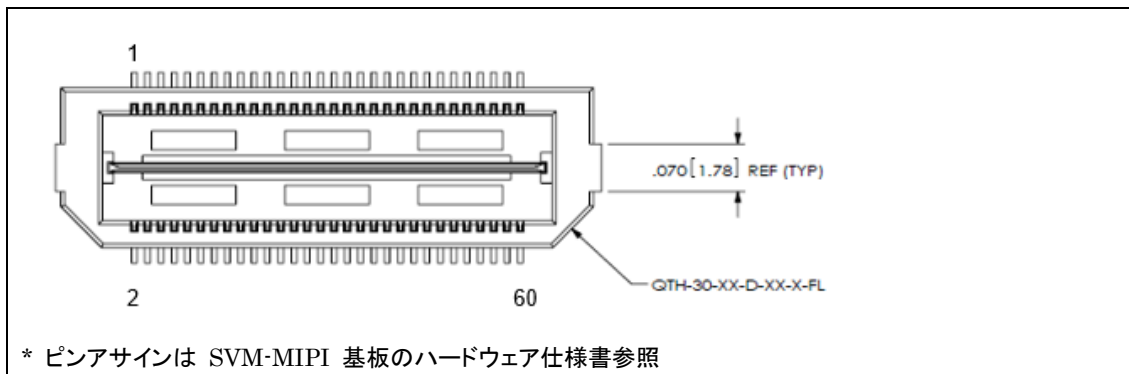 1
.070[1.78] REF (TYP)
2
60
QTH-30-XX-D-XX-X-FL
* ピンアサインは SVM-MIPI 基板のハードウェア仕様書参照